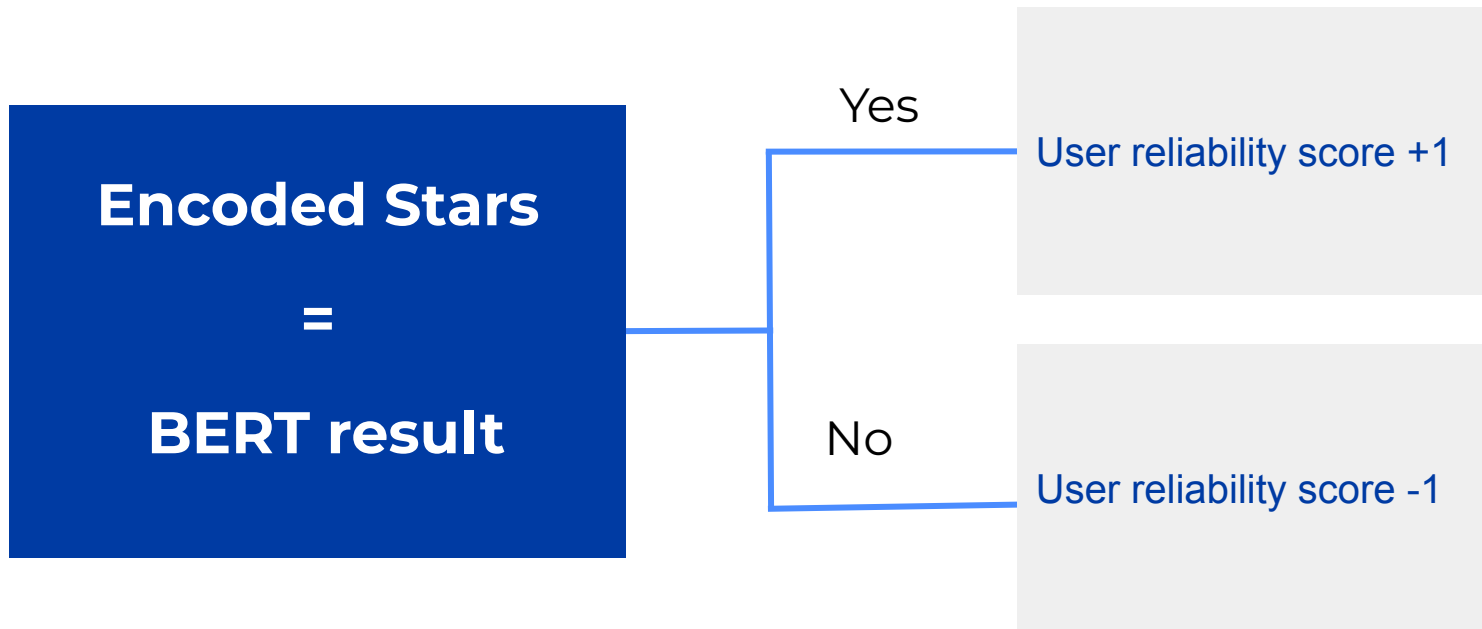 Encoded Stars
=
BERT result
Yes
User reliability score +1
No
User reliability score -1